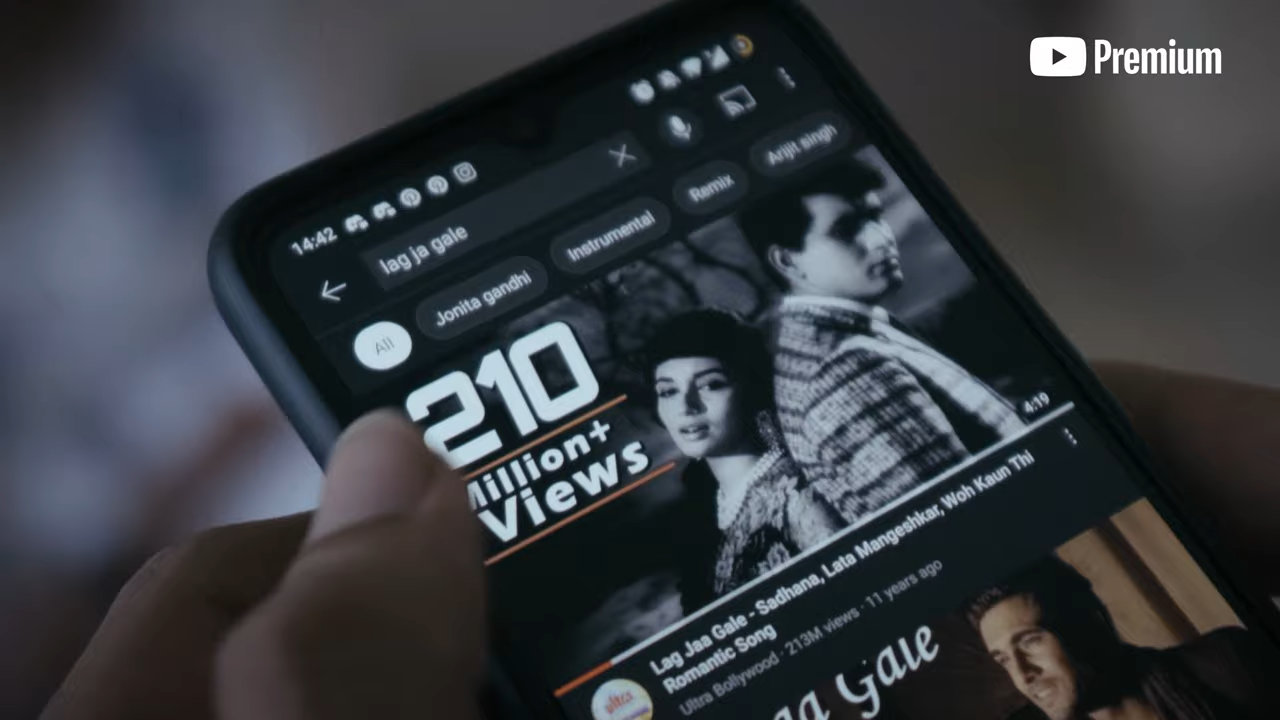 Premium
14:42
lag ja gale
All
Jonita gandhi
Instrumental
Remix
Arijit singh
210
Million+
Views
4:19
Lag Jaa Gale - Sadhana, Lata Mangeshkar, Woh Kaun Thi
Romantic Song
Ultra Bollywood · 213M views · 11 years ago
ultra
Gale